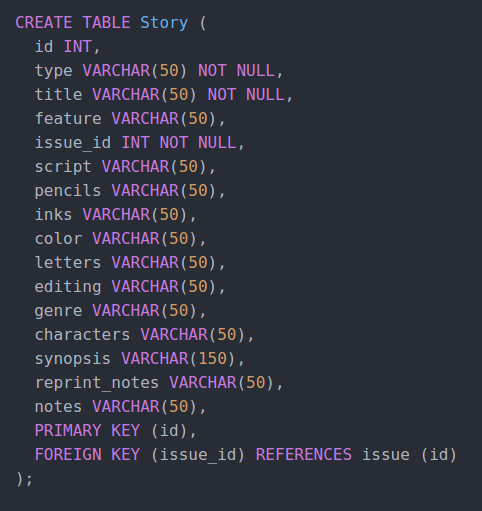 CREATE TABLE Story (
  id INT,
  type VARCHAR(50) NOT NULL,
  title VARCHAR(50) NOT NULL,
  feature VARCHAR(50),
  issue_id INT NOT NULL,
  script VARCHAR(50),
  pencils VARCHAR(50),
  inks VARCHAR(50),
  color VARCHAR(50),
  letters VARCHAR(50),
  editing VARCHAR(50),
  genre VARCHAR(50),
  characters VARCHAR(50),
  synopsis VARCHAR(150),
  reprint_notes VARCHAR(50),
  notes VARCHAR(50),
  PRIMARY KEY (id),
  FOREIGN KEY (issue_id) REFERENCES issue (id)
);